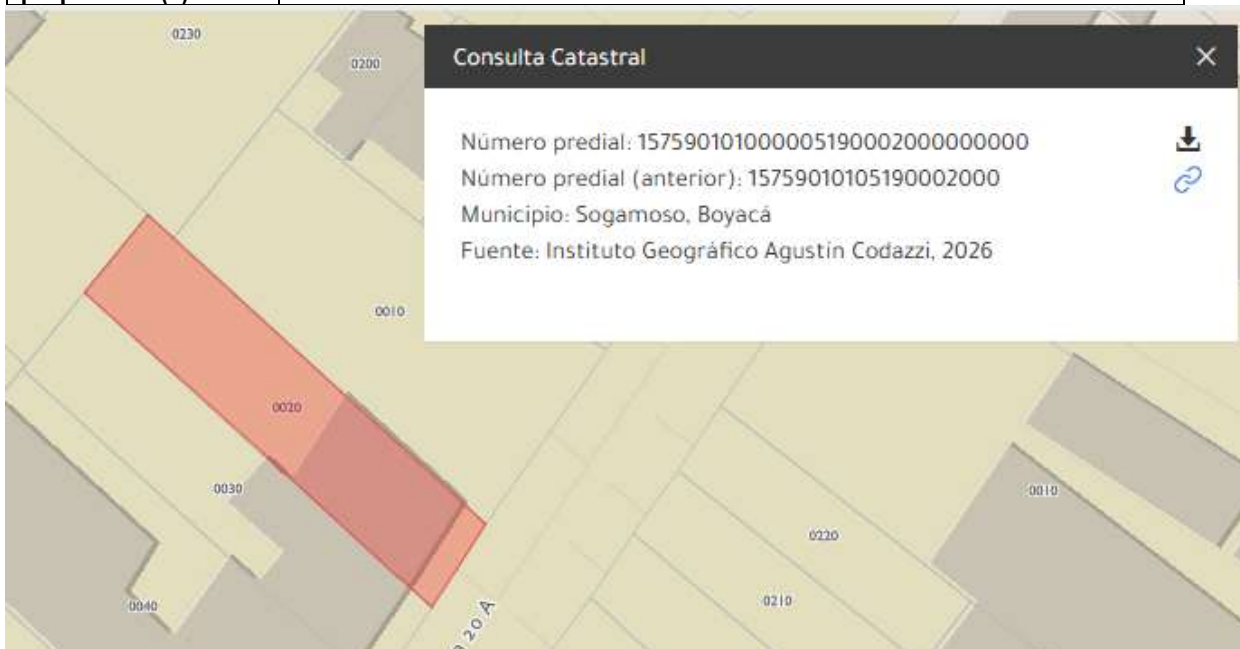 0230
0200
Consulta Catastral
Número predial: 157590101000005190002000000000
Número predial (anterior): 15759010105190002000
Municipio: Sogamoso, Boyacá
Fuente: Instituto Geográfico Agustín Codazzi, 2026
0010
0020
0030
0010
0220
0210
0040
20 A